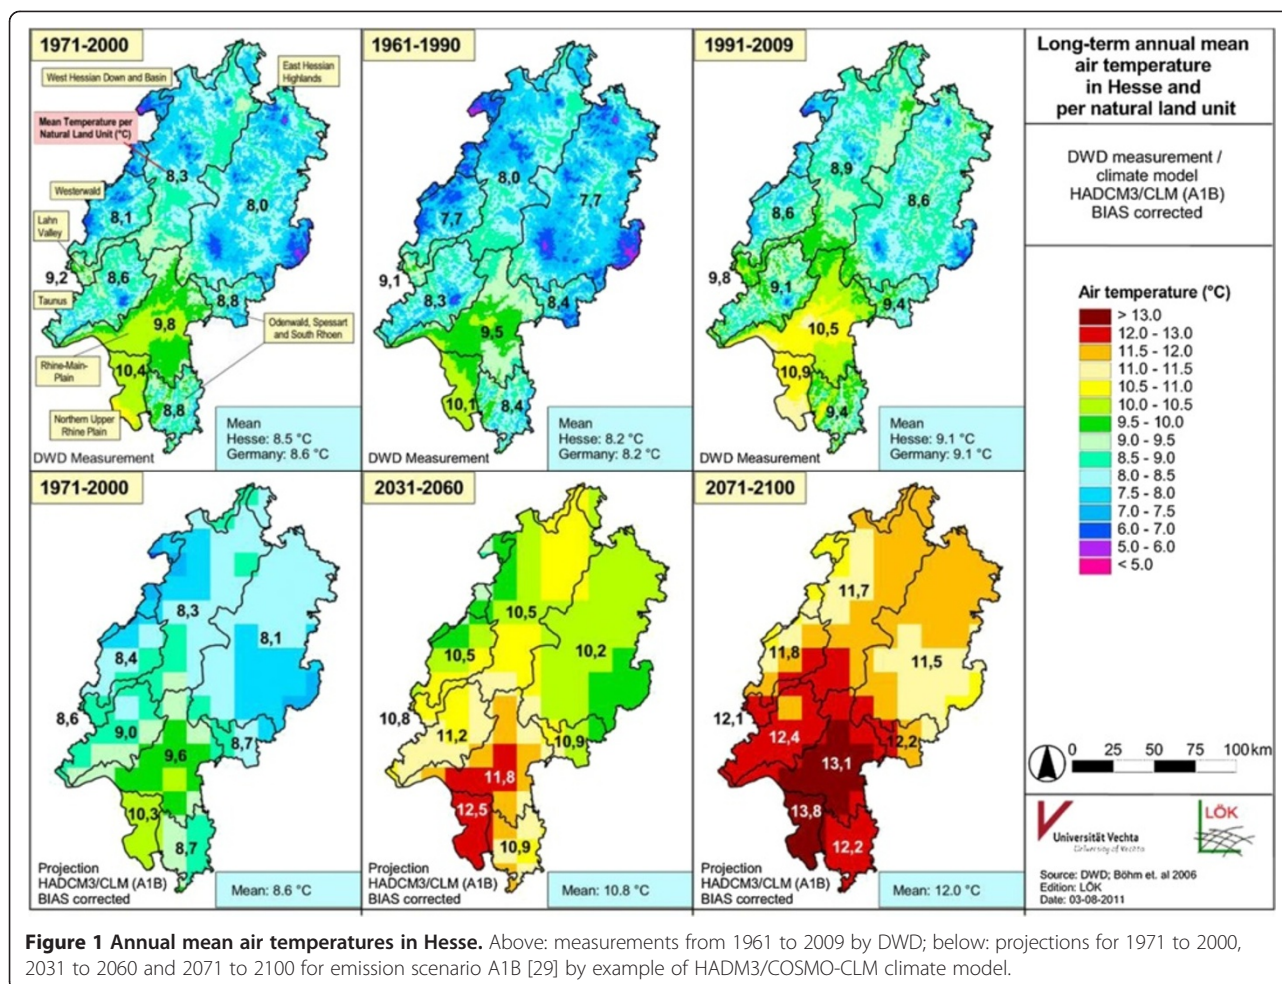 1971-2000
West Hessian Down and Basin
East Hessian
Highlands
Mean Temperature per
Natural Land Unit (°C)
8,3
Westerwald
8,1
8,0
Lahn
Valley
9,2
8,6
Taunus
8,8
9,8
Odenwald, Spessart
and South Rhoen
Rhine-Main-
Plain
10,4
8,8
Northern Upper
Rhine Plain
Mean
Hesse: 8.5 °C
Germany: 8.6 °C
DWD Measurement
1961-1990
8,0
7,7
7,7
9,1
8,3
8,4
9,5
10,1
8,4
Mean
Hesse: 8.2 °C
Germany: 8.2 °C
DWD Measurement
1991-2009
8,9
8,6
8,6
9,8
9,1
9,4
10,5
10,9
9,4
Mean
Hesse: 9.1 °C
Germany: 9.1 °C
DWD Measurement
1971-2000
8,3
8,1
8,4
8,6
9,0
8,7
9,6
10,3
8,7
Projection
HADCM3/CLM (A1B)
BIAS corrected
Mean: 8.6 °C
2031-2060
10,5
10,5
10,2
10,8
11,2
10,9
11,8
12,5
10,9
Projection
HADCM3/CLM (A1B)
BIAS corrected
Mean: 10.8 °C
2071-2100
11,7
11,8
11,5
12,1
12,4
12,2
13,1
13,8
12,2
Projection
HADCM3/CLM (A1B)
BIAS corrected
Mean: 12.0 °C
Long-term annual mean
air temperature
in Hesse and
per natural land unit
DWD measurement /
climate model
HADCM3/CLM (A1B)
BIAS corrected
Air temperature (°C)
> 13.0
12.0 - 13.0
11.5 - 12.0
11.0 - 11.5
10.5 - 11.0
10.0 - 10.5
9.5 - 10.0
9.0 - 9.5
8.5 - 9.0
8.0 - 8.5
7.5 - 8.0
7.0 - 7.5
6.0 - 7.0
5.0 - 6.0
< 5.0
0 25 50 75 100 km
Universität Vechta
University of Vechta
LÖK
Source: DWD; Böhm et. al 2006
Edition: LÖK
Date: 03-08-2011
Figure 1 Annual mean air temperatures in Hesse. Above: measurements from 1961 to 2009 by DWD; below: projections for 1971 to 2000,
2031 to 2060 and 2071 to 2100 for emission scenario A1B [29] by example of HADM3/COSMO-CLM climate model.